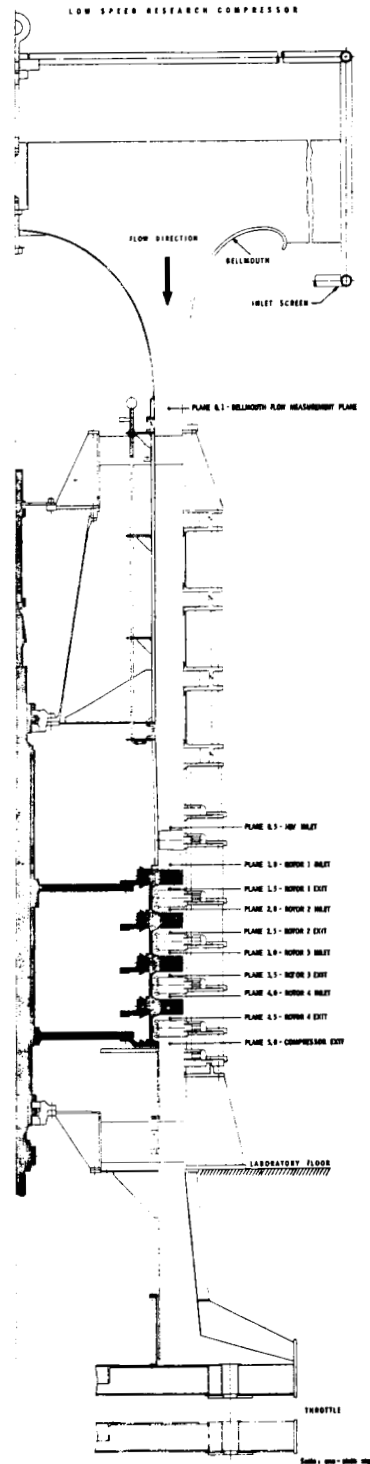 LOW SPEED RESEARCH COMPRESSOR
FLOW DIRECTION
BELLMOUTH
INLET SCREEN
PLANE 0.1 - BELLMOUTH FLOW MEASUREMENT PLANE
PLANE 0.5 - INLET
PLANE 1.0 - ROTOR 1 INLET
PLANE 1.5 - ROTOR 1 EXIT
PLANE 2.0 - ROTOR 2 INLET
PLANE 2.5 - ROTOR 2 EXIT
PLANE 3.0 - ROTOR 3 INLET
PLANE 3.5 - ROTOR 3 EXIT
PLANE 4.0 - ROTOR 4 INLET
PLANE 4.5 - ROTOR 4 EXIT
PLANE 5.0 - COMPRESSOR EXIT
LABORATORY FLOOR
THROTTLE
Scale: one-